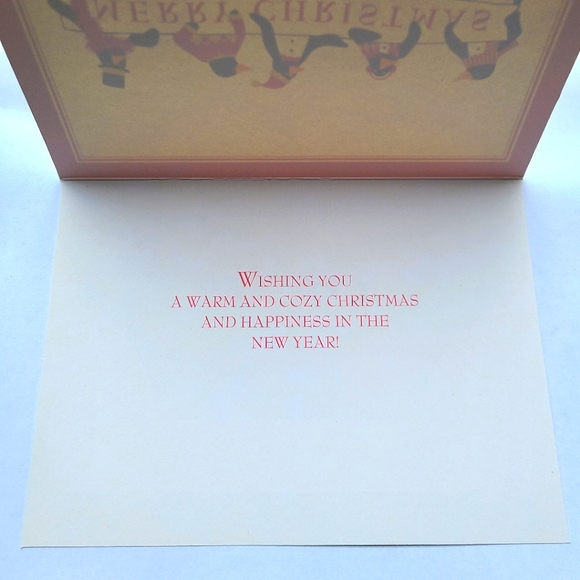 MERRY CHRISTMAS
WISHING YOU
A WARM AND COZY CHRISTMAS
AND HAPPINESS IN THE
NEW YEAR!